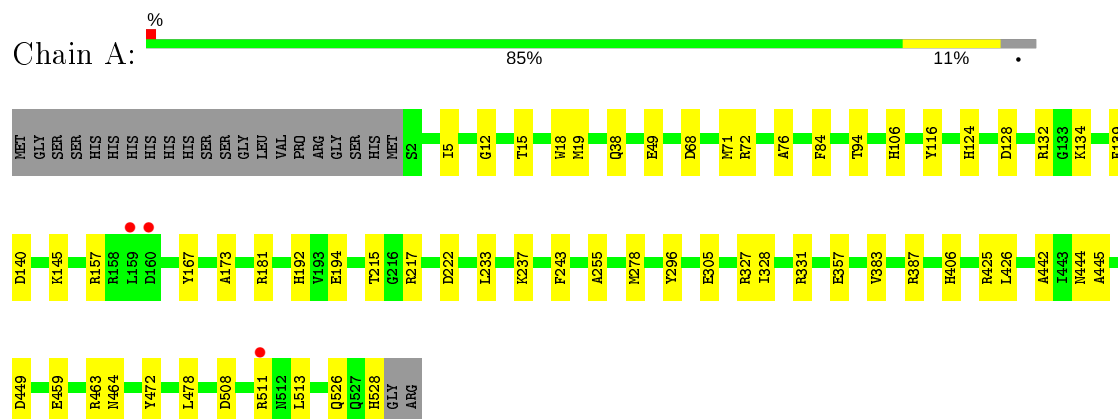 %
Chain A:
85% 11% •
MET GLY SER SER HIS HIS HIS HIS HIS HIS SER SER GLY LEU VAL PRO ARG GLY SER HIS MET S2 I5 G12 T15 W18 M19 Q38 E49 D68 M71 R72 A76 F84 T94 H106 Y116 H124 D128 R132 G133 K134
D140 K145 R157 R158 L159 D160 Y167 A173 R181 H192 V193 E194 T215 G216 R217 D222 L233 K237 F243 A255 M278 Y296 E305 R327 I328 R331 E357 V383 R387 H406 R425 L426 A442 I443 N444 A445
D449 E459 R463 N464 Y472 L478 D508 R511 N512 L513 Q526 Q527 H528 GLY ARG